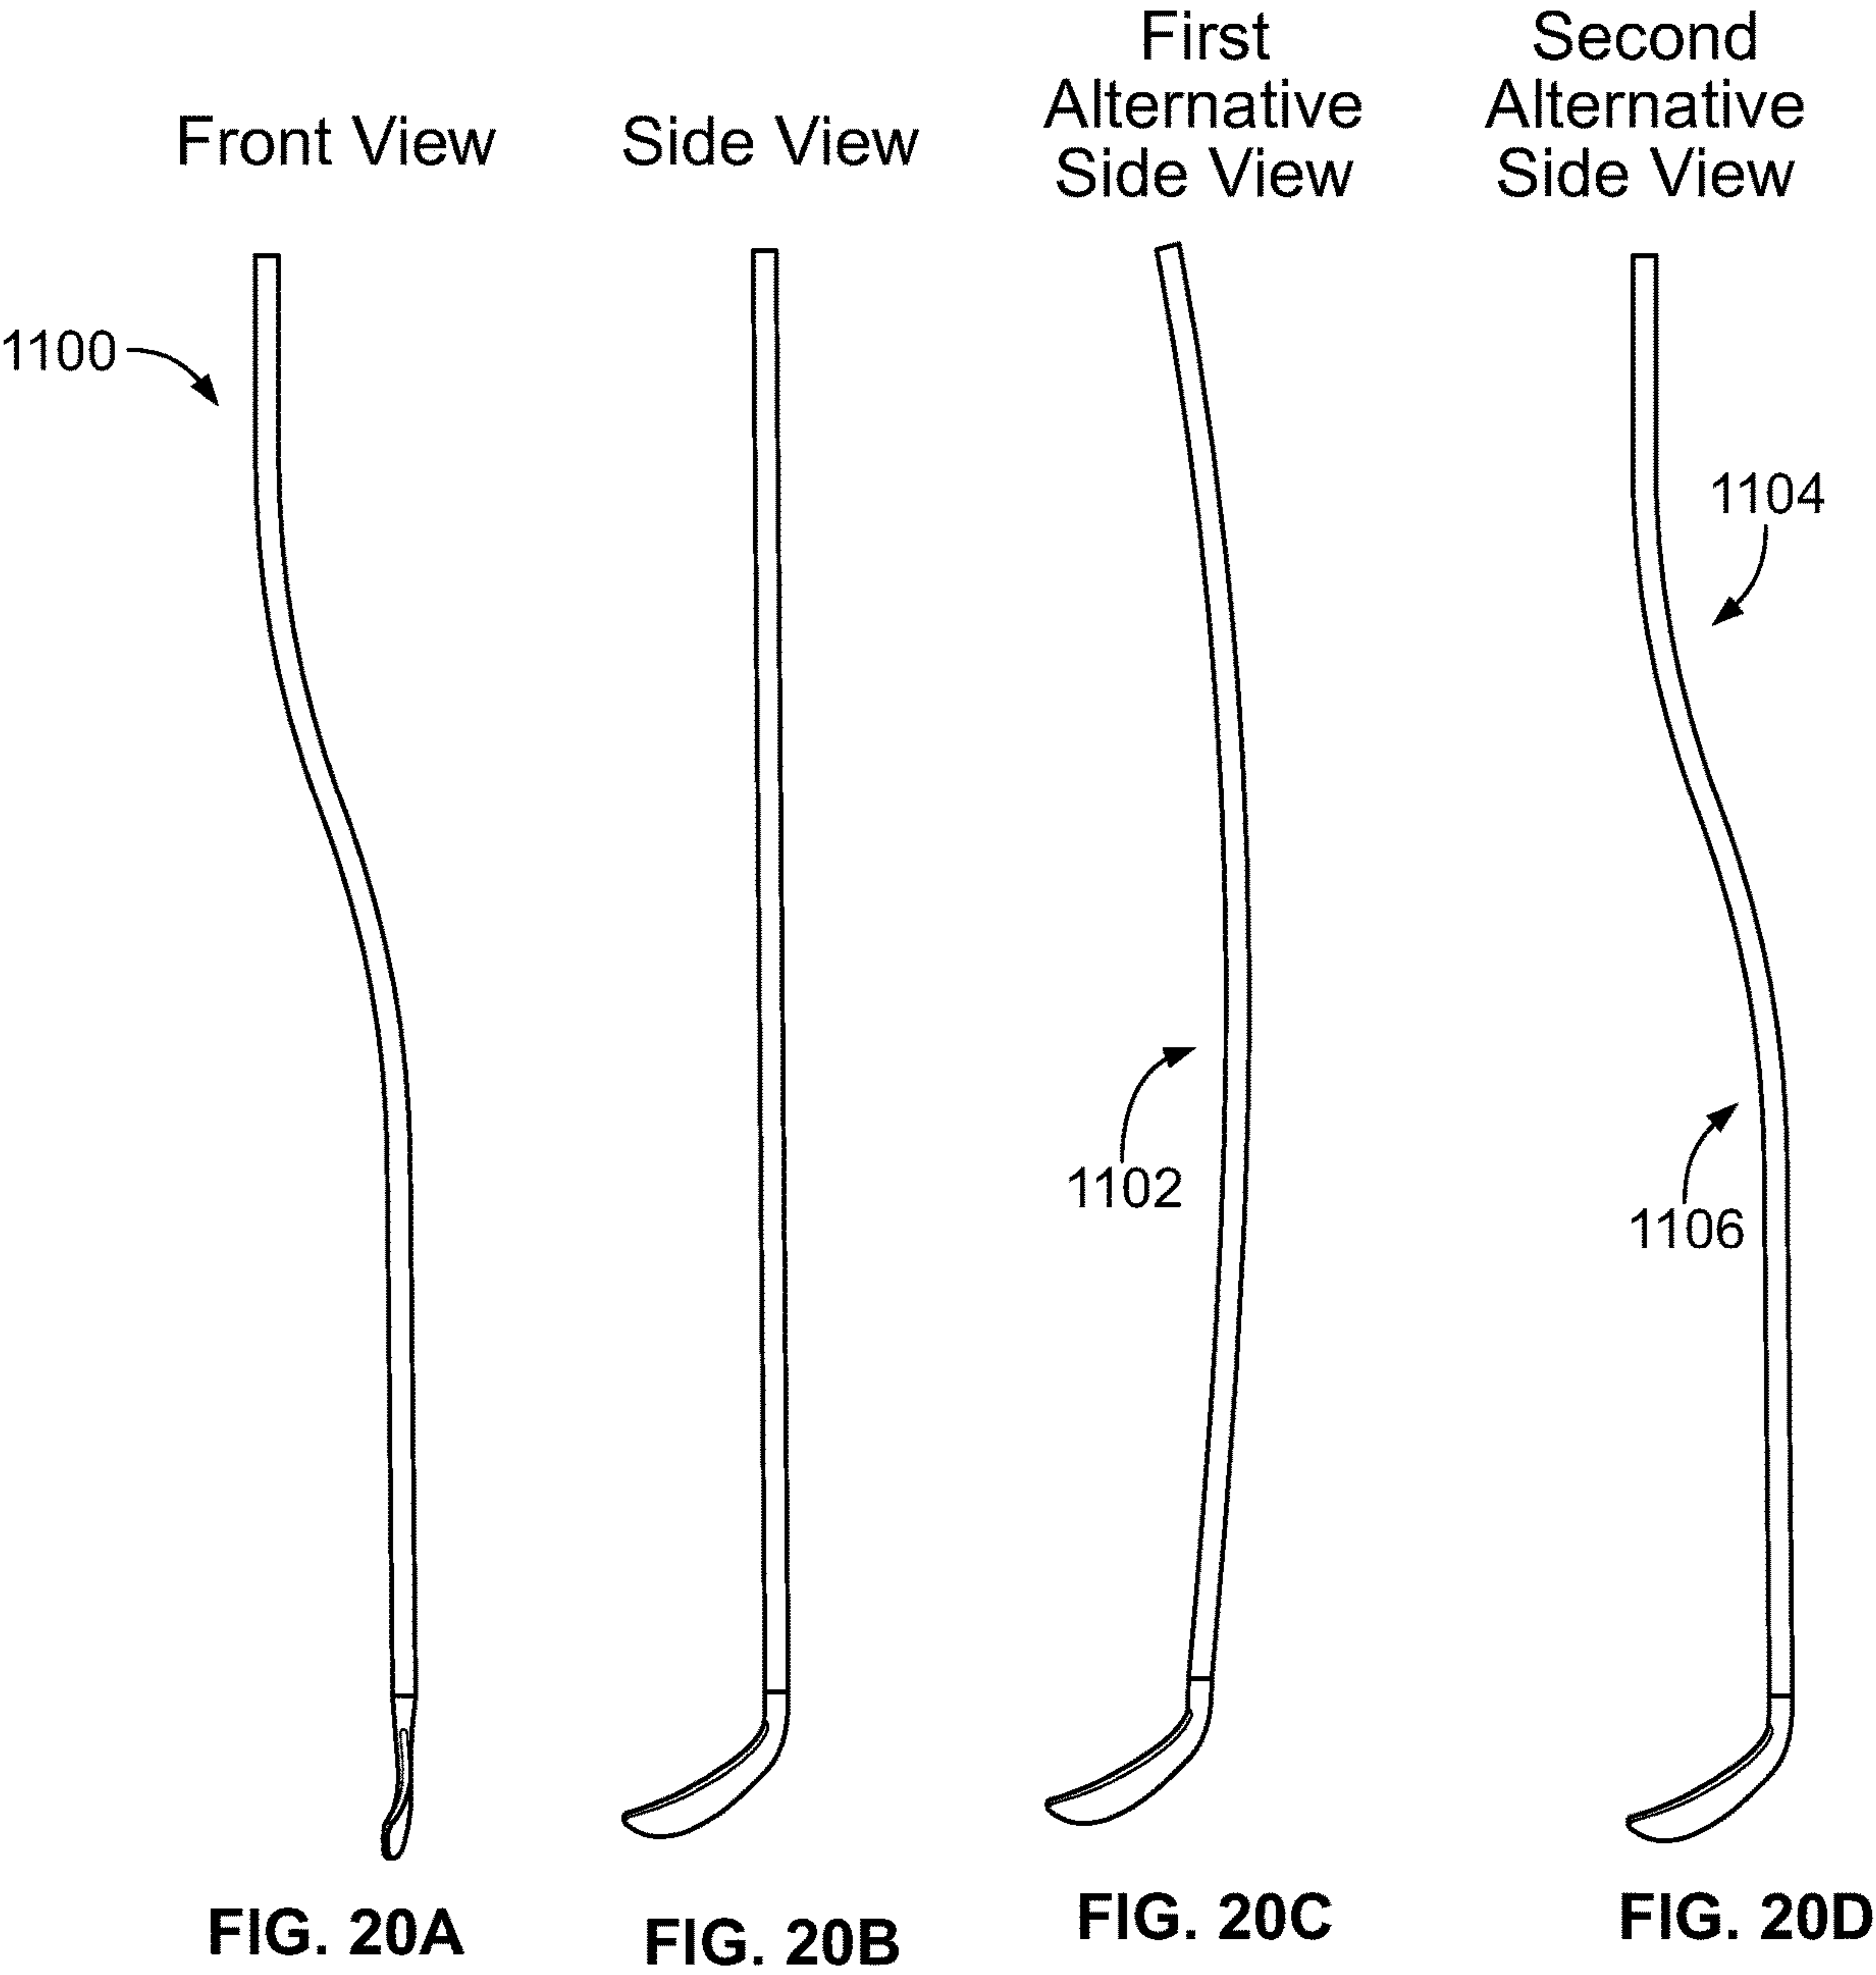 Front View
Side View
First
Alternative
Side View
Second
Alternative
Side View
1100
1104
1102
1106
FIG. 20A
FIG. 20B
FIG. 20C
FIG. 20D